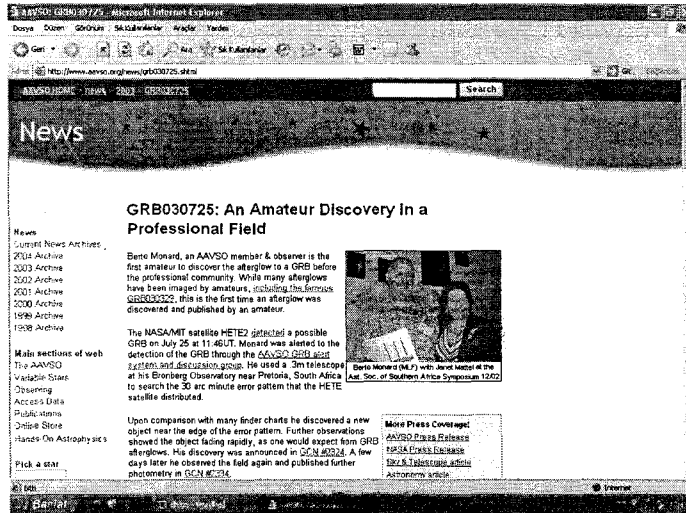 AAVSO: GRB030725 - Microsoft Internet Explorer
Dosya Düzen Görünüm Sık Kullanılanlar Araçlar Yardım
Geri Ara Sık Kullanılanlar
http://www.aavso.org/news/grb030725.shtml Git
AAVSO HOME news 2003 GRB030725 Search
News
GRB030725: An Amateur Discovery in a
Professional Field
Berto Monard, an AAVSO member & observer is the
first amateur to discover the afterglow to a GRB before
the professional community. While many afterglows
have been imaged by amateurs, including the famous
GRB030329, this is the first time an afterglow was
discovered and published by an amateur.
The NASA/MIT satellite HETE2 detected a possible
GRB on July 25 at 11:46UT. Monard was alerted to the
detection of the GRB through the AAVSO GRB alert
system and discussion group. He used a .3m telescope
at his Bronberg Observatory near Pretoria, South Africa
to search the 30 arc minute error pattern that the HETE
satellite distributed.
Upon comparison with many finder charts he discovered a new
object near the edge of the error pattern. Further observations
showed the object fading rapidly, as one would expect from GRB
afterglows. His discovery was announced in GCN #2324. A few
days later he observed the field again and published further
photometry in GCN #2334.
Berto Monard (MLF) with Janet Mattei at the
Ast. Soc. of Southern Africa Symposium 12/02
More Press Coverage:
AAVSO Press Release
NASA Press Release
Sky & Telescope article
Astronomy article
News
Current News Archives
2004 Archive
2003 Archive
2002 Archive
2001 Archive
2000 Archive
1999 Archive
1998 Archive
Main sections of web
The AAVSO
Variable Stars
Observing
Access Data
Publications
Online Store
Hands-On Astrophysics
Pick a star
Bitti Internet
Başlat